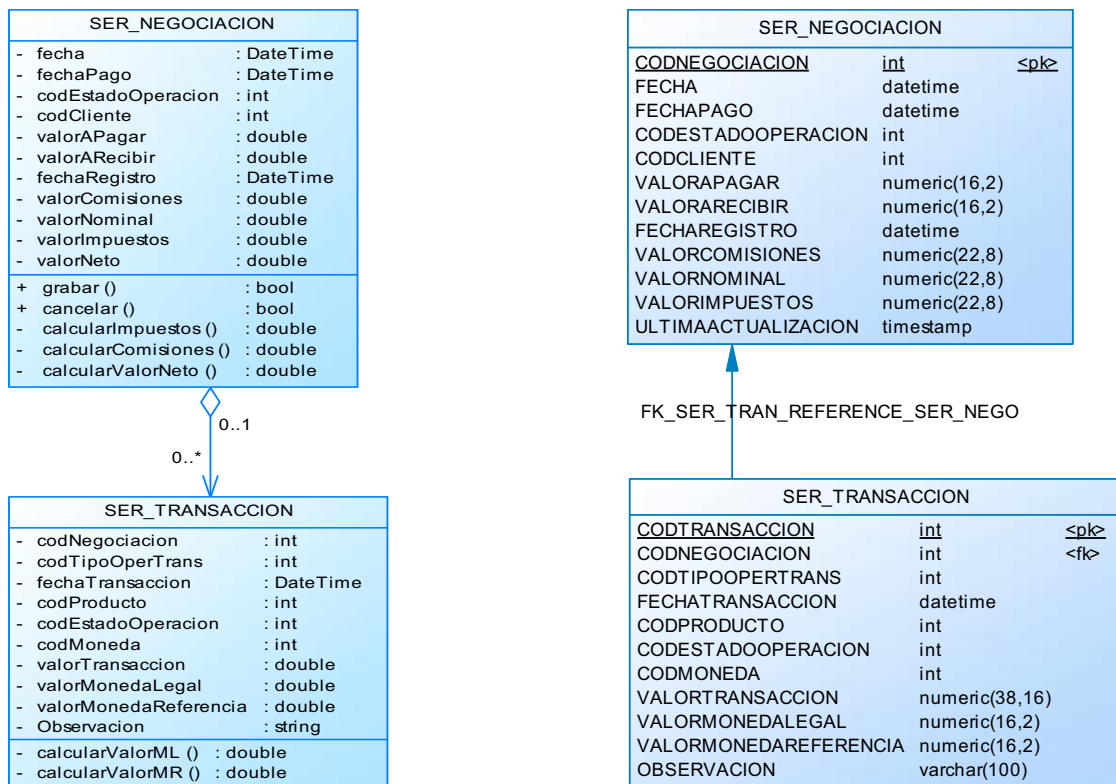 SER_NEGOCIACION
- fecha : DateTime
- fechaPago : DateTime
- codEstadoOperacion : int
- codCliente : int
- valorAPagar : double
- valorARecibir : double
- fechaRegistro : DateTime
- valorComisiones : double
- valorNominal : double
- valorImpuestos : double
- valorNeto : double
+ grabar () : bool
+ cancelar () : bool
- calcularImpuestos () : double
- calcularComisiones () : double
- calcularValorNeto () : double
0..1
0..*
SER_TRANSACCION
- codNegociacion : int
- codTipoOperTrans : int
- fechaTransaccion : DateTime
- codProducto : int
- codEstadoOperacion : int
- codMoneda : int
- valorTransaccion : double
- valorMonedaLegal : double
- valorMonedaReferencia : double
- Observacion : string
- calcularValorML () : double
- calcularValorMR () : double
SER_NEGOCIACION
CODNEGOCIACION int <pk>
FECHA datetime
FECHAPAGO datetime
CODESTADOOPERACION int
CODCLIENTE int
VALORAPAGAR numeric(16,2)
VALORARECIBIR numeric(16,2)
FECHAREGISTRO datetime
VALORCOMISIONES numeric(22,8)
VALORNOMINAL numeric(22,8)
VALORIMPUESTOS numeric(22,8)
ULTIMAACTUALIZACION timestamp
FK_SER_TRAN_REFERENCE_SER_NEGO
SER_TRANSACCION
CODTRANSACCION int <pk>
CODNEGOCIACION int <fk>
CODTIPOOPERTRANS int
FECHATRANSACCION datetime
CODPRODUCTO int
CODESTADOOPERACION int
CODMONEDA int
VALORTRANSACCION numeric(38,16)
VALORMONEDALEGAL numeric(16,2)
VALORMONEDAREFERENCIA numeric(16,2)
OBSERVACION varchar(100)